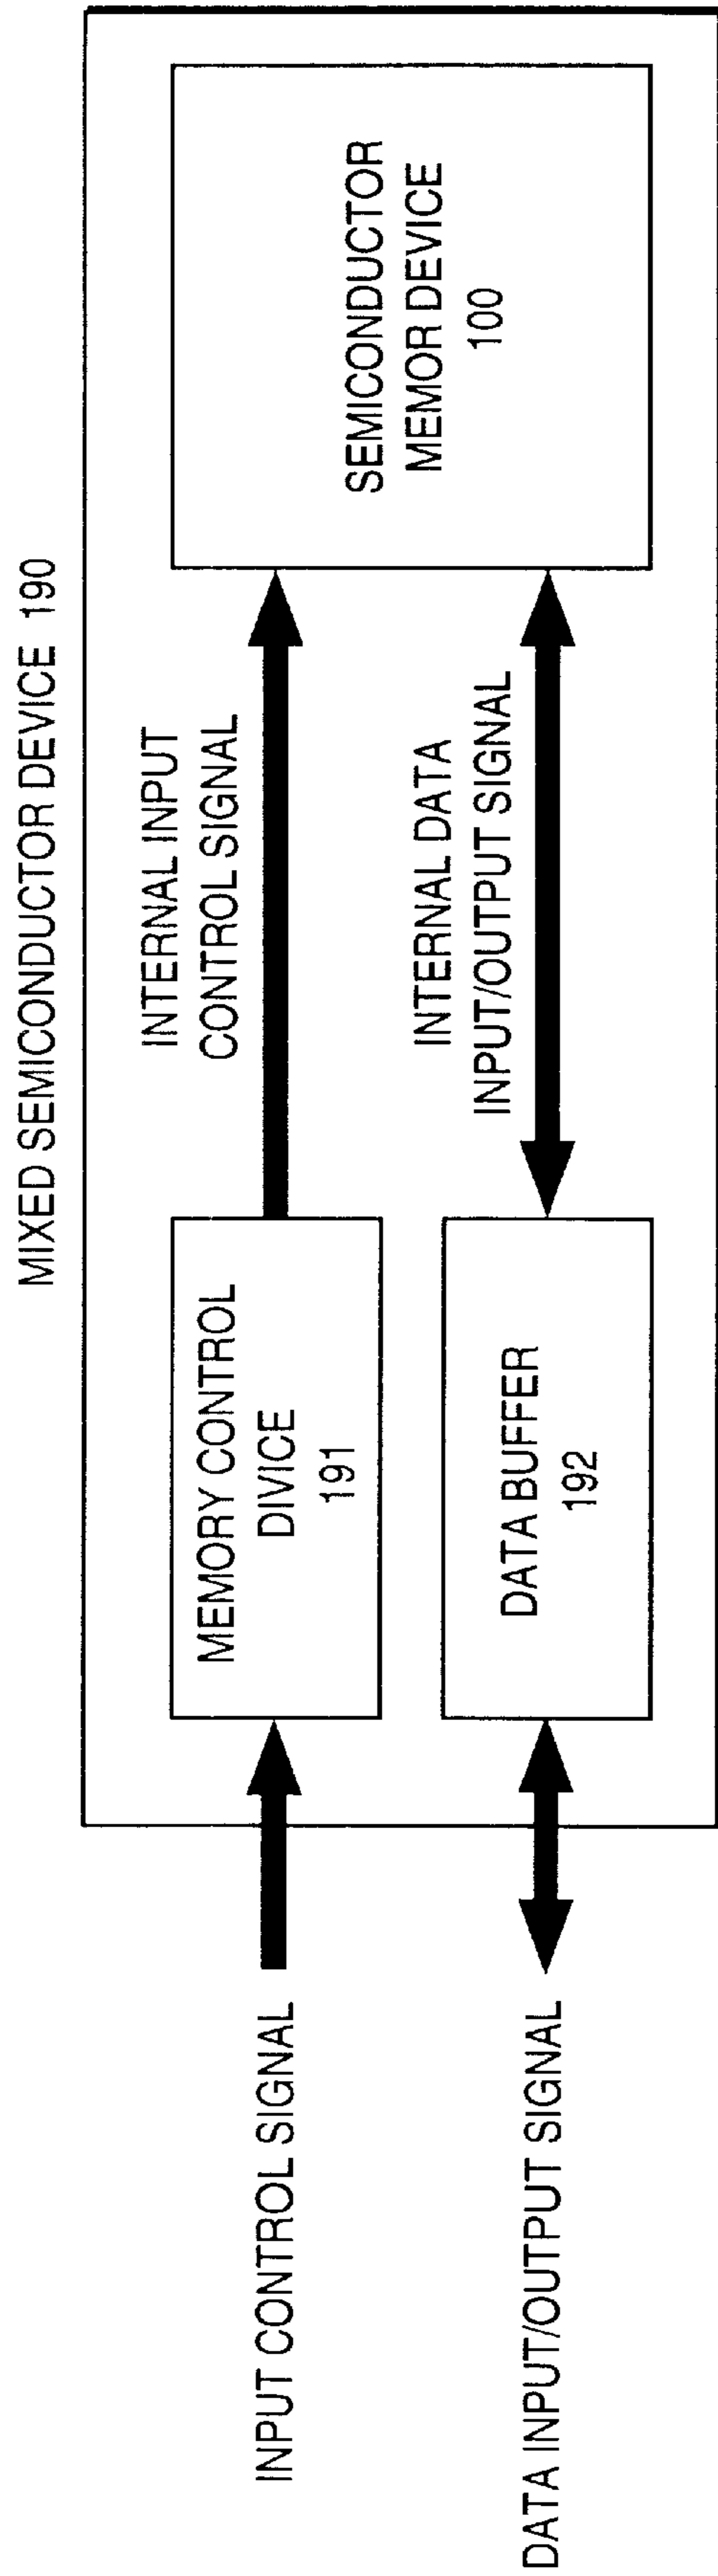 MIXED SEMICONDUCTOR DEVICE 190
INPUT CONTROL SIGNAL
MEMORY CONTROL
DIVICE
191
INTERNAL INPUT
CONTROL SIGNAL
SEMICONDUCTOR
MEMOR DEVICE
100
DATA INPUT/OUTPUT SIGNAL
DATA BUFFER
192
INTERNAL DATA
INPUT/OUTPUT SIGNAL